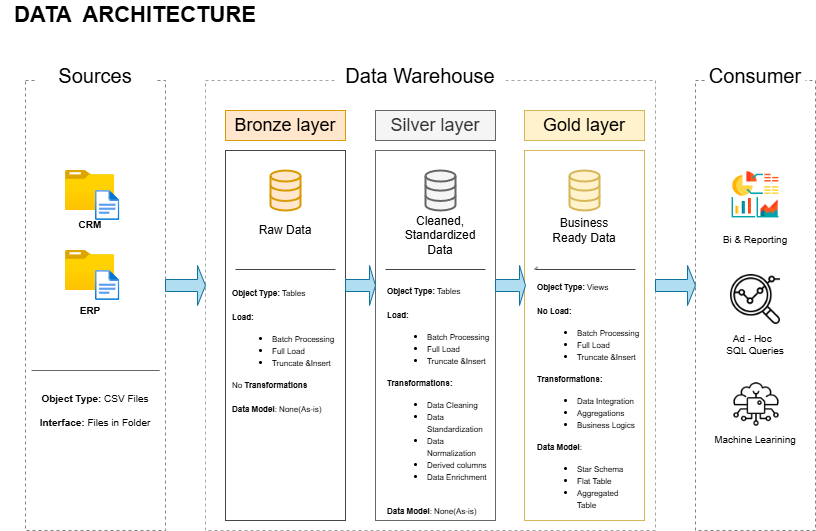 DATA ARCHITECTURE
Sources
CRM
ERP
Object Type: CSV Files
Interface: Files in Folder
Data Warehouse
Bronze layer
Raw Data
Object Type: Tables
Load:
Batch Processing
Full Load
Truncate &Insert
No Transformations
Data Model: None(As-is)
Silver layer
Cleaned,
Standardized
Data
Object Type: Tables
Load:
Batch Processing
Full Load
Truncate &Insert
Transformations:
Data Cleaning
Data
Standardization
Data
Normalization
Derived columns
Data Enrichment
Data Model: None(As-is)
Gold layer
Business
Ready Data
Object Type: Views
No Load:
Batch Processing
Full Load
Truncate &Insert
Transformations:
Data Integration
Aggregations
Business Logics
Data Model:
Star Schema
Flat Table
Aggregated
Table
Consumer
Bi & Reporting
Ad - Hoc
SQL Queries
Machine Learining